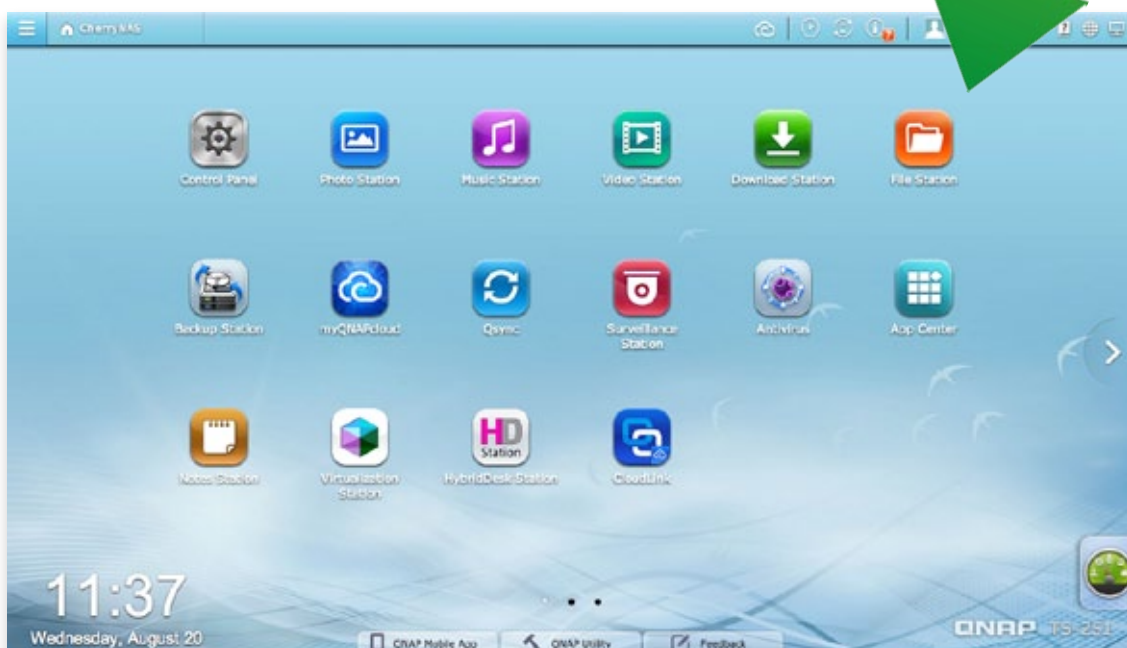 CherryNAS
Control Panel
Photo Station
Music Station
Video Station
Download Station
File Station
Backup Station
myQNAPcloud
Qsync
Surveillance
Station
Antivirus
App Center
Notes Station
Virtualization
Station
HD
Station
HybridDesk Station
CloudLink
11:37
Wednesday, August 20
QNAP Mobile App
QNAP Utility
Feedback
QNAP TS-251